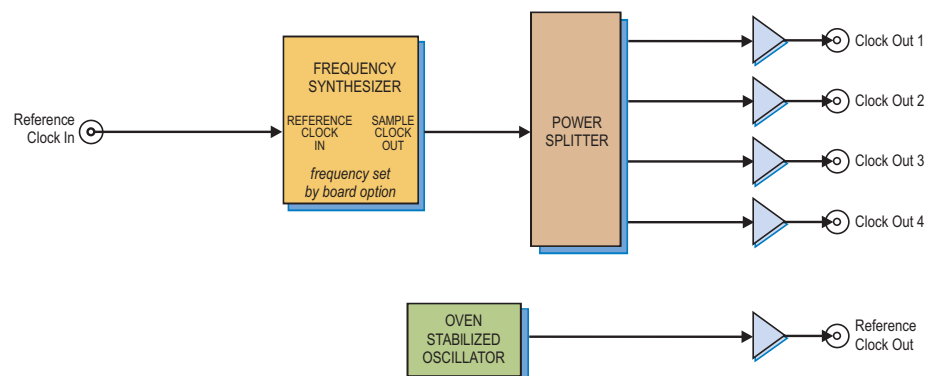 Reference
Clock In
FREQUENCY
SYNTHESIZER
REFERENCE
CLOCK
IN
SAMPLE
CLOCK
OUT
frequency set
by board option
POWER
SPLITTER
Clock Out 1
Clock Out 2
Clock Out 3
Clock Out 4
OVEN
STABILIZED
OSCILLATOR
Reference
Clock Out